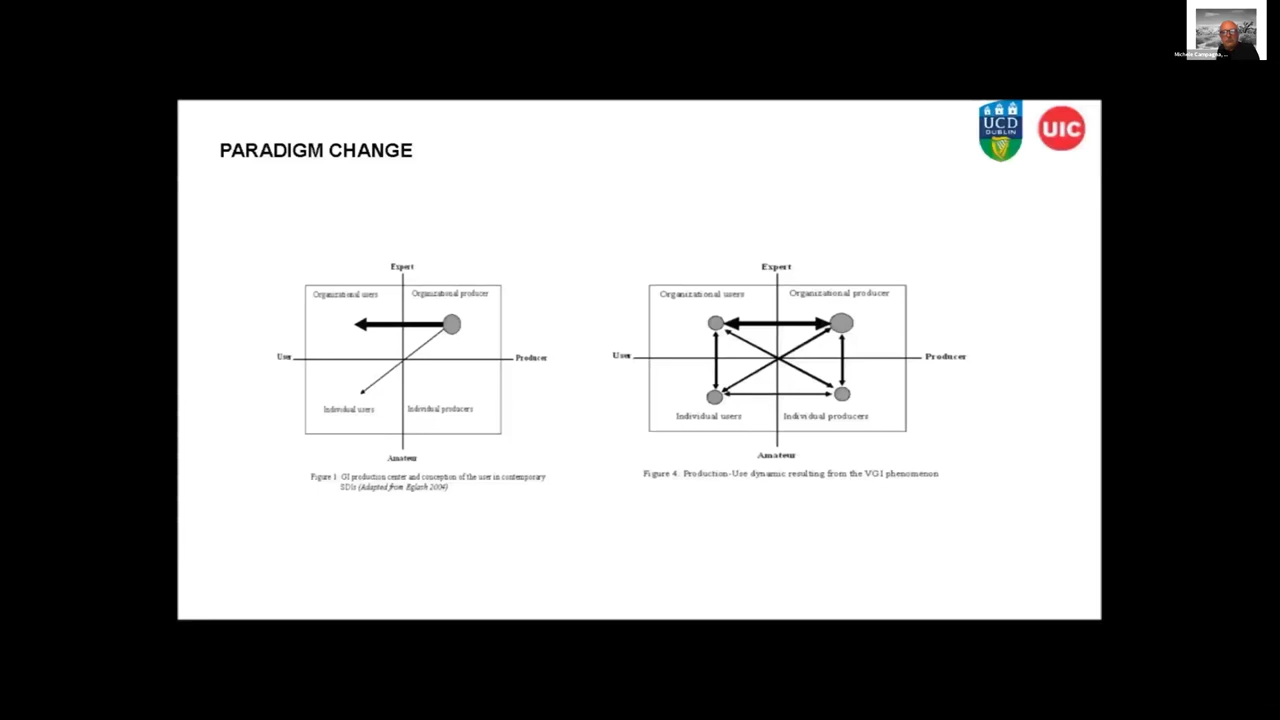 Michele Campagna, ...
UCD
DUBLIN
UIC
PARADIGM CHANGE
Expert
Organizational users
Organizational producer
User
Producer
Individual users
Individual producers
Amateur
Figure 1 GI production center and conception of the user in contemporary
SDIs (Adapted from Eglash 2004)
Expert
Organizational users
Organizational producer
User
Producer
Individual users
Individual producers
Amateur
Figure 4. Production-Use dynamic resulting from the VGI phenomenon